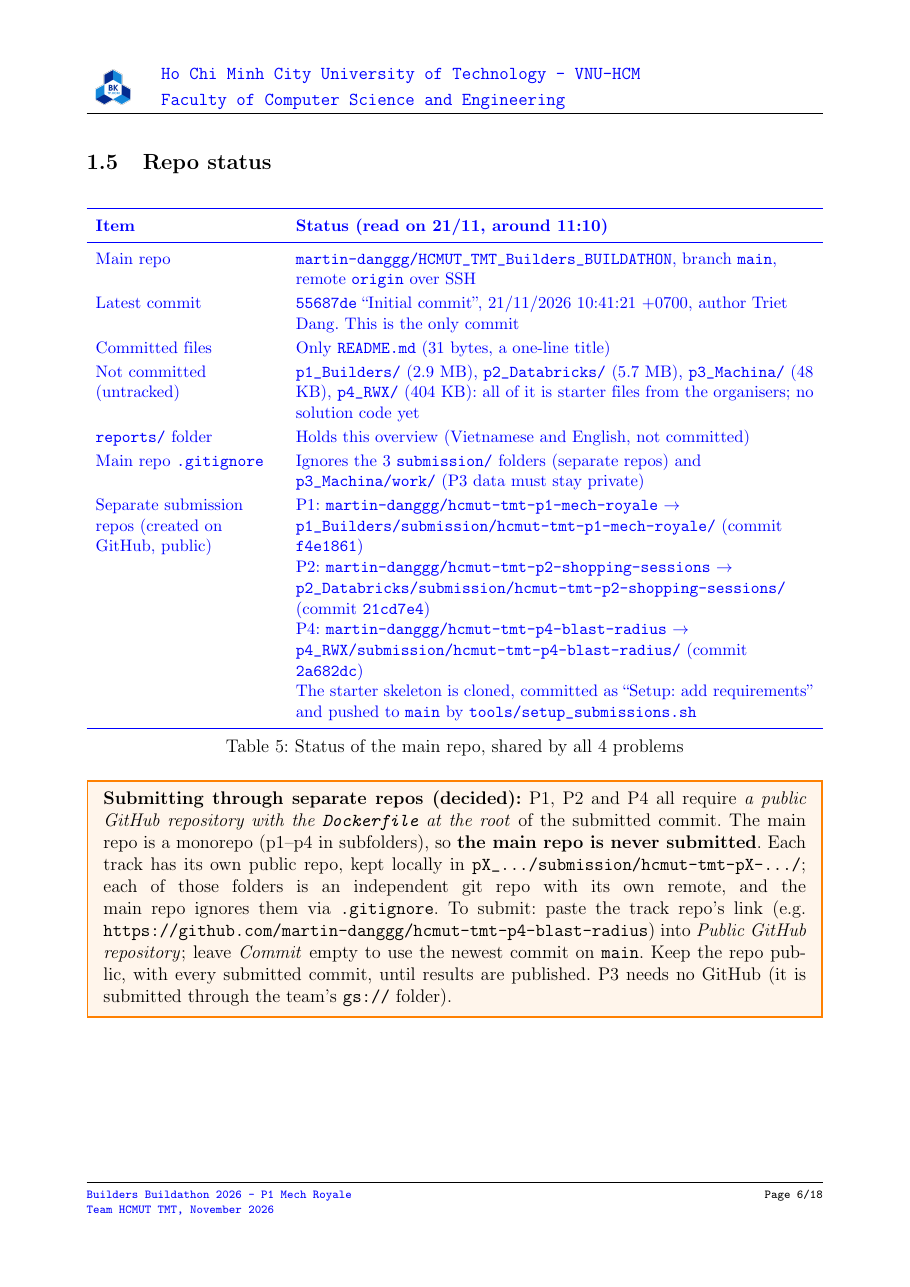 BK
Ho Chi Minh City University of Technology - VNU-HCM
Faculty of Computer Science and Engineering
1.5 Repo status
Item Status (read on 21/11, around 11:10)
Main repo martin-danggg/HCMUT_TMT_Builders_BUILDATHON, branch main,
remote origin over SSH
Latest commit 55687de “Initial commit”, 21/11/2026 10:41:21 +0700, author Triet
Dang. This is the only commit
Committed files Only README.md (31 bytes, a one-line title)
Not committed p1_Builders/ (2.9 MB), p2_Databricks/ (5.7 MB), p3_Machina/ (48
(untracked) KB), p4_RWX/ (404 KB): all of it is starter files from the organisers; no
solution code yet
reports/ folder Holds this overview (Vietnamese and English, not committed)
Main repo .gitignore Ignores the 3 submission/ folders (separate repos) and
p3_Machina/work/ (P3 data must stay private)
Separate submission P1: martin-danggg/hcmut-tmt-p1-mech-royale →
repos (created on p1_Builders/submission/hcmut-tmt-p1-mech-royale/ (commit
GitHub, public) f4e1861)
P2: martin-danggg/hcmut-tmt-p2-shopping-sessions →
p2_Databricks/submission/hcmut-tmt-p2-shopping-sessions/
(commit 21cd7e4)
P4: martin-danggg/hcmut-tmt-p4-blast-radius →
p4_RWX/submission/hcmut-tmt-p4-blast-radius/ (commit
2a682dc)
The starter skeleton is cloned, committed as “Setup: add requirements”
and pushed to main by tools/setup_submissions.sh
Table 5: Status of the main repo, shared by all 4 problems
Submitting through separate repos (decided): P1, P2 and P4 all require a public
GitHub repository with the Dockerfile at the root of the submitted commit. The main
repo is a monorepo (p1–p4 in subfolders), so the main repo is never submitted. Each
track has its own public repo, kept locally in pX_.../submission/hcmut-tmt-pX-.../;
each of those folders is an independent git repo with its own remote, and the
main repo ignores them via .gitignore. To submit: paste the track repo's link (e.g.
https://github.com/martin-danggg/hcmut-tmt-p4-blast-radius) into Public GitHub
repository; leave Commit empty to use the newest commit on main. Keep the repo pub-
lic, with every submitted commit, until results are published. P3 needs no GitHub (it is
submitted through the team's gs:// folder).
Builders Buildathon 2026 - P1 Mech Royale Page 6/18
Team HCMUT TMT, November 2026